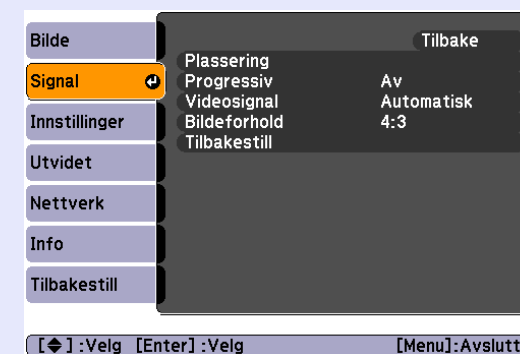 Bilde
Signal
Innstillinger
Utvidet
Nettverk
Info
Tilbakestill
Tilbake
Plassering
Progressiv Av
Videosignal Automatisk
Bildeforhold 4:3
Tilbakestill
[◆] :Velg [Enter] :Velg [Menu]:Avslutt